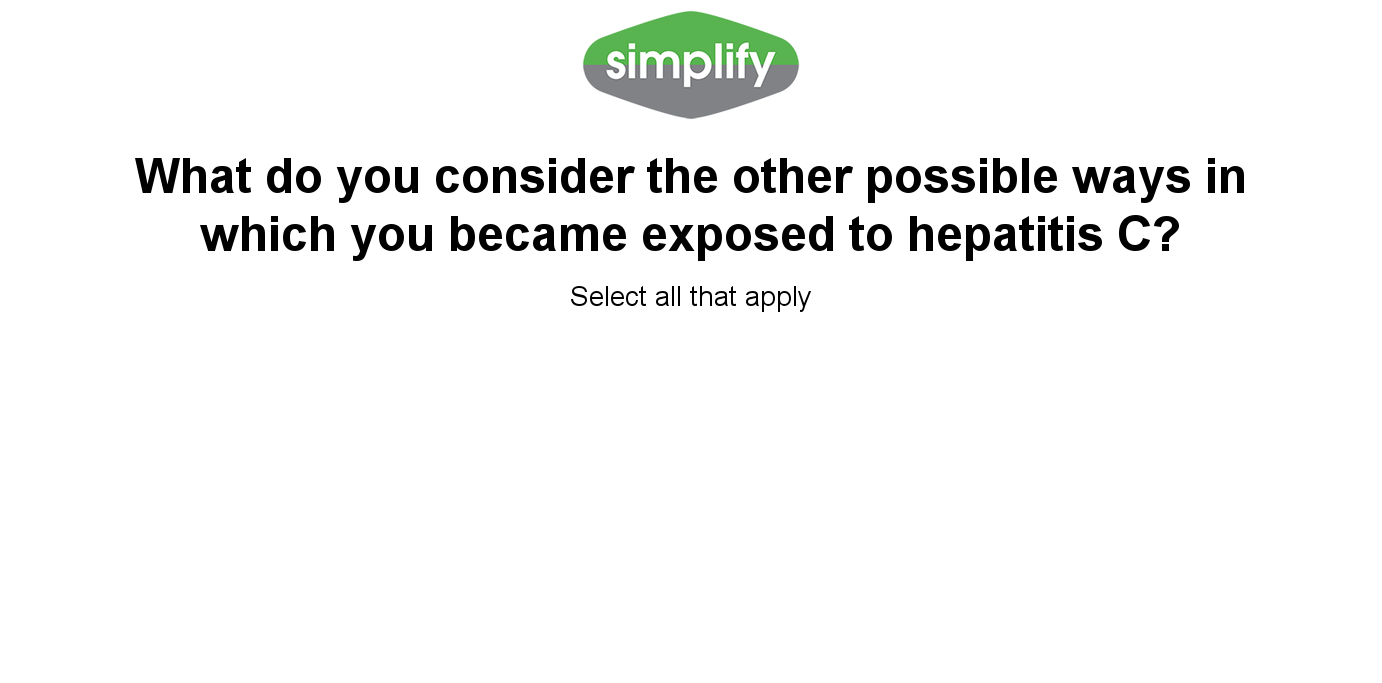 simplify
What do you consider the other possible ways in
which you became exposed to hepatitis C?
Select all that apply